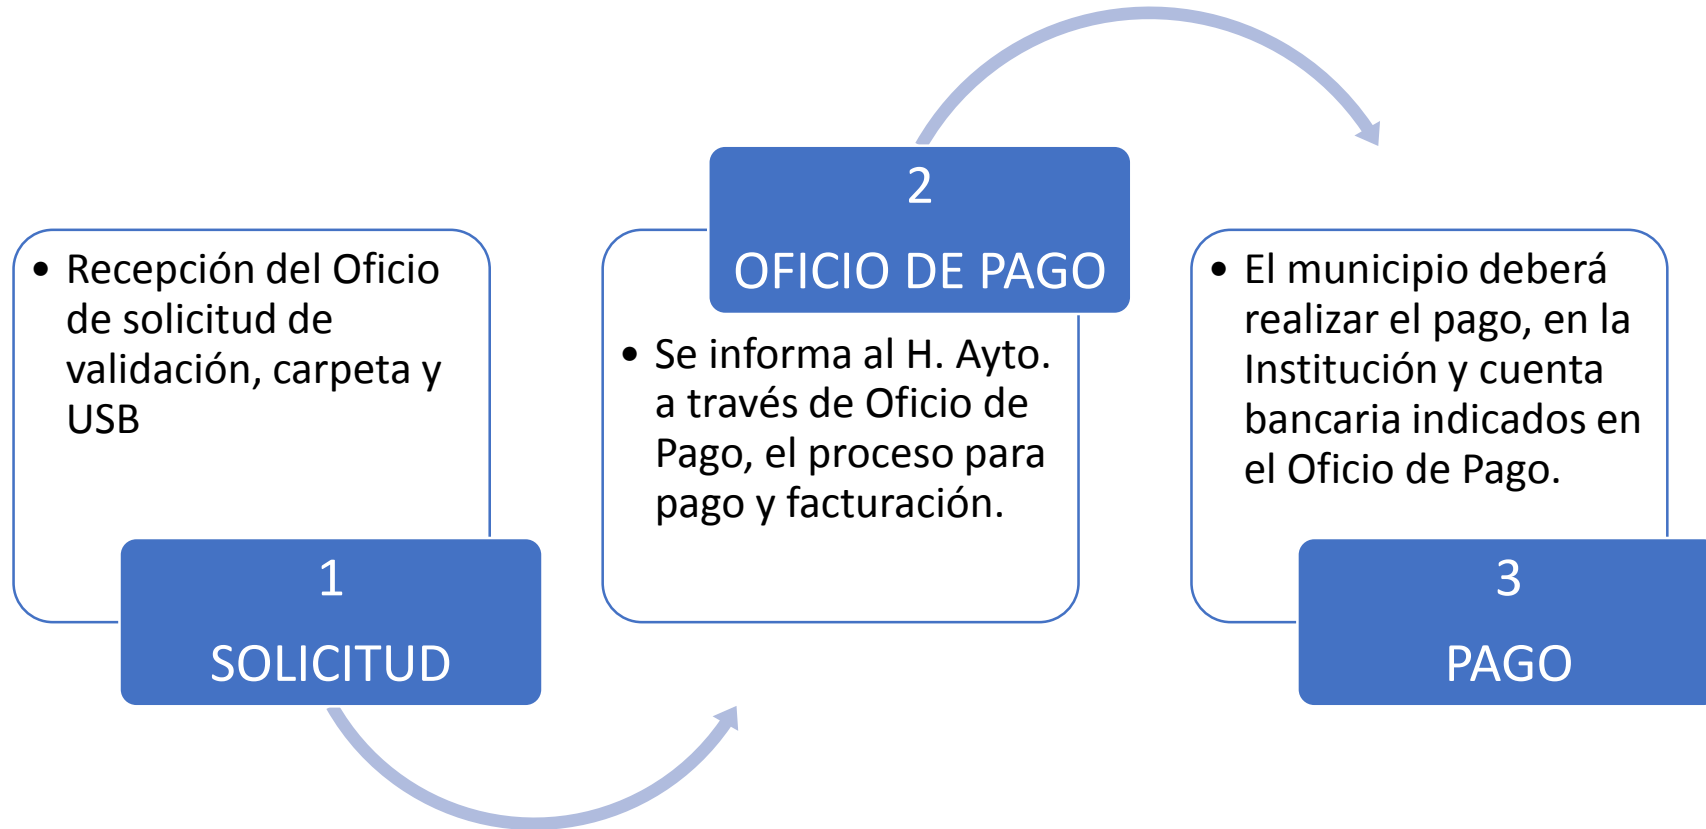 • Recepción del Oficio
de solicitud de
validación, carpeta y
USB
1
SOLICITUD
2
OFICIO DE PAGO
• Se informa al H. Ayto.
a través de Oficio de
Pago, el proceso para
pago y facturación.
• El municipio deberá
realizar el pago, en la
Institución y cuenta
bancaria indicados en
el Oficio de Pago.
3
PAGO